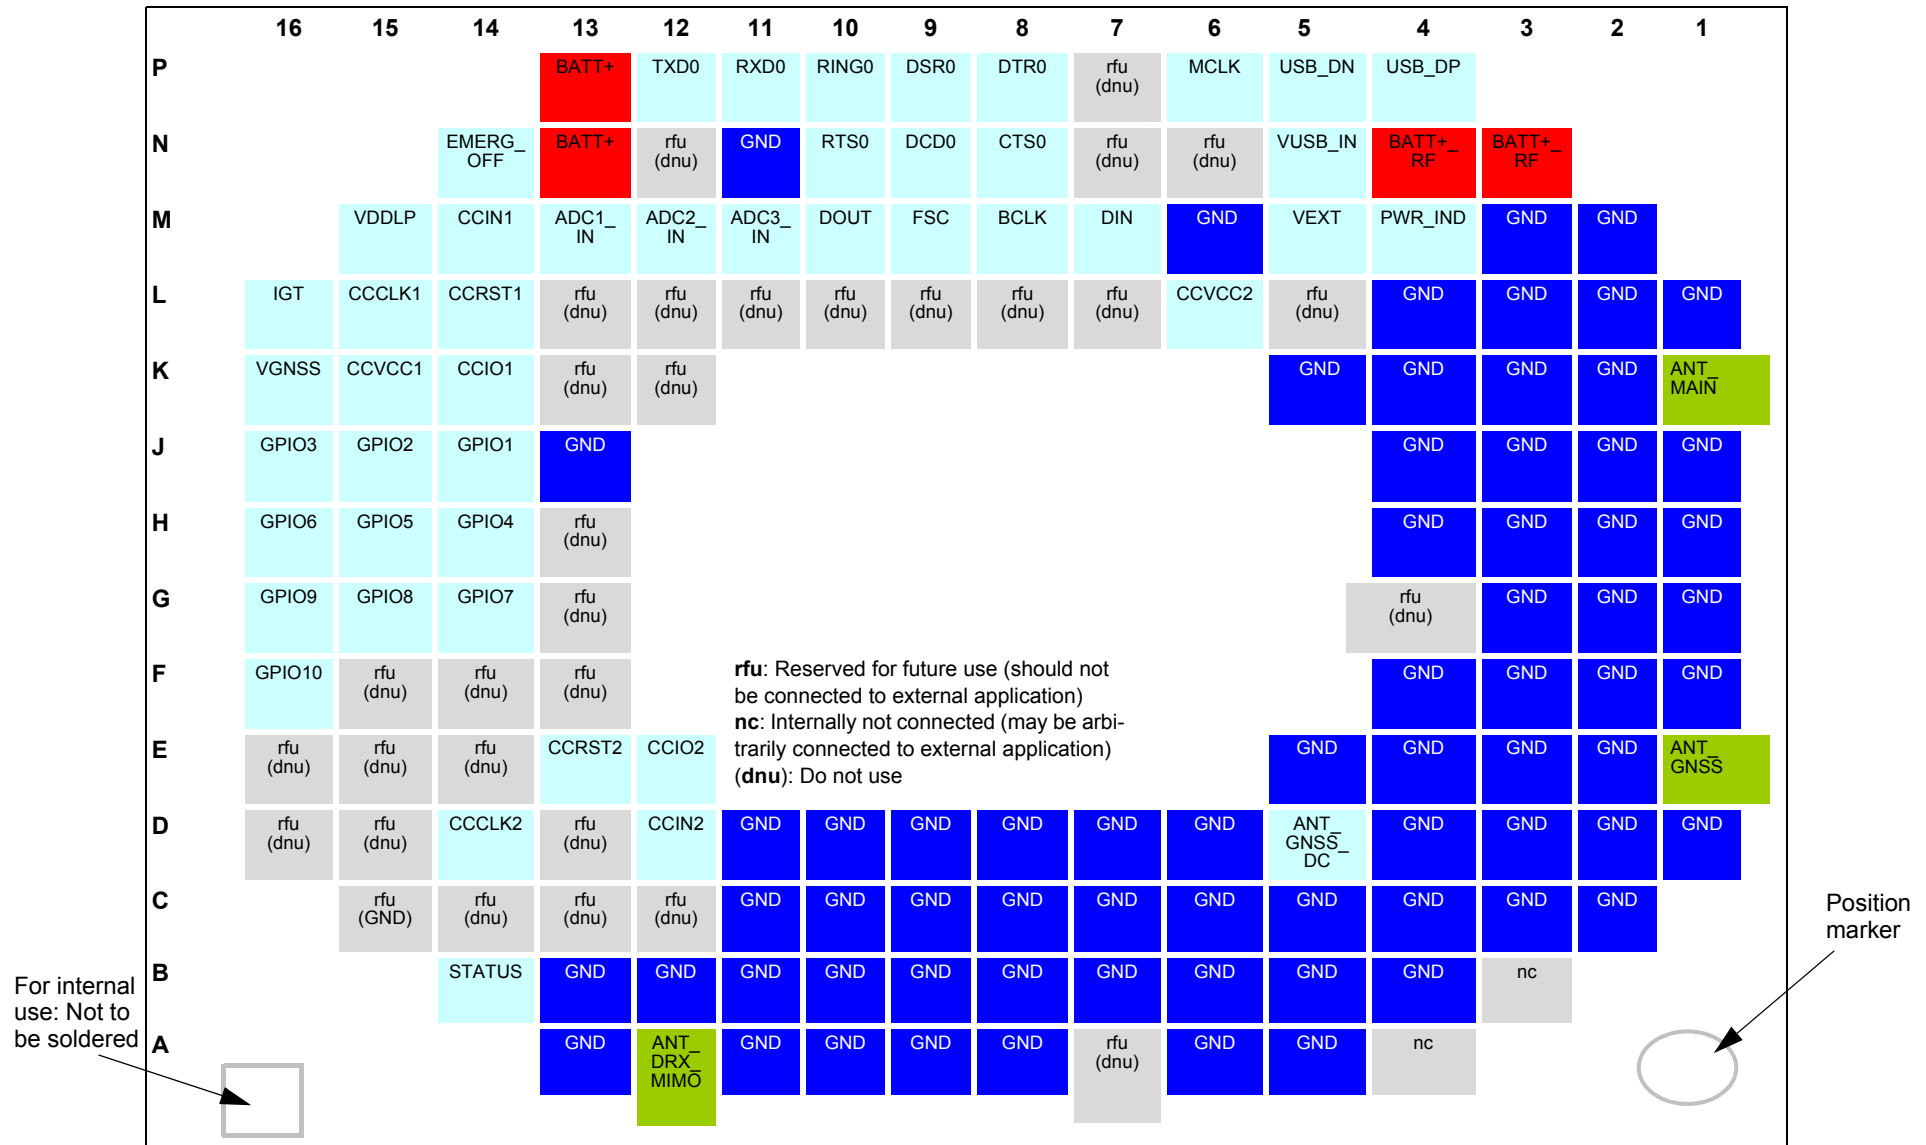 16 15 14 13 12 11 10 9 8 7 6 5 4 3 2 1
P BATT+ TXD0 RXD0 RING0 DSR0 DTR0 rfu (dnu) MCLK USB_DN USB_DP
N EMERG_OFF BATT+ rfu (dnu) GND RTS0 DCD0 CTS0 rfu (dnu) rfu (dnu) VUSB_IN BATT+_RF BATT+_RF
M VDDLP CCIN1 ADC1_IN ADC2_IN ADC3_IN DOUT FSC BCLK DIN GND VEXT PWR_IND GND GND
L IGT CCCLK1 CCRST1 rfu (dnu) rfu (dnu) rfu (dnu) rfu (dnu) rfu (dnu) rfu (dnu) rfu (dnu) CCVCC2 rfu (dnu) GND GND GND GND
K VGNSS CCVCC1 CCIO1 rfu (dnu) rfu (dnu) GND GND GND GND ANT_MAIN
J GPIO3 GPIO2 GPIO1 GND GND GND GND GND
H GPIO6 GPIO5 GPIO4 rfu (dnu) GND GND GND GND
G GPIO9 GPIO8 GPIO7 rfu (dnu) rfu (dnu) GND GND GND
F GPIO10 rfu (dnu) rfu (dnu) rfu (dnu) GND GND GND GND
rfu: Reserved for future use (should not
be connected to external application)
nc: Internally not connected (may be arbi-
trarily connected to external application)
(dnu): Do not use
E rfu (dnu) rfu (dnu) rfu (dnu) CCRST2 CCIO2 GND GND GND GND ANT_GNSS
D rfu (dnu) rfu (dnu) CCCLK2 rfu (dnu) CCIN2 GND GND GND GND GND GND ANT_GNSS_DC GND GND GND GND
C rfu (GND) rfu (dnu) rfu (dnu) rfu (dnu) GND GND GND GND GND GND GND GND GND GND
B STATUS GND GND GND GND GND GND GND GND GND GND nc
A GND ANT_DRX_MIMO GND GND GND GND rfu (dnu) GND GND nc
For internal
use: Not to
be soldered
Position
marker